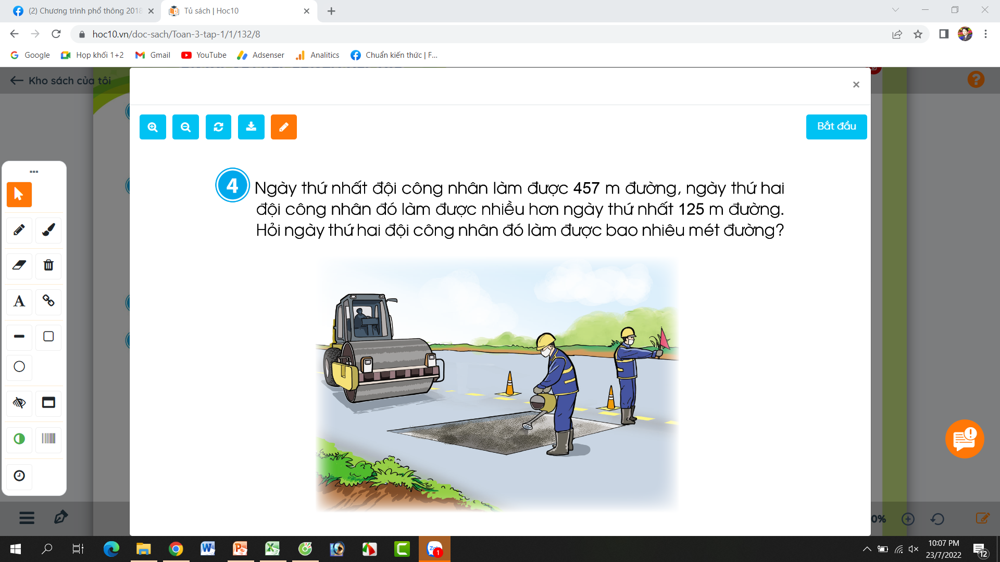 (2) Chương trình phổ thông 2018
Tủ sách | Hoc10
hoc10.vn/doc-sach/Toan-3-tap-1/1/132/8
Google
Họp khối 1+2
Gmail
YouTube
Adsenser
Analitics
Chuẩn kiến thức | F...
Kho sách của tôi
Bắt đầu
4 Ngày thứ nhất đội công nhân làm được 457 m đường, ngày thứ hai
đội công nhân đó làm được nhiều hơn ngày thứ nhất 125 m đường.
Hỏi ngày thứ hai đội công nhân đó làm được bao nhiêu mét đường?
A
0%
10:07 PM
23/7/2022
12
1